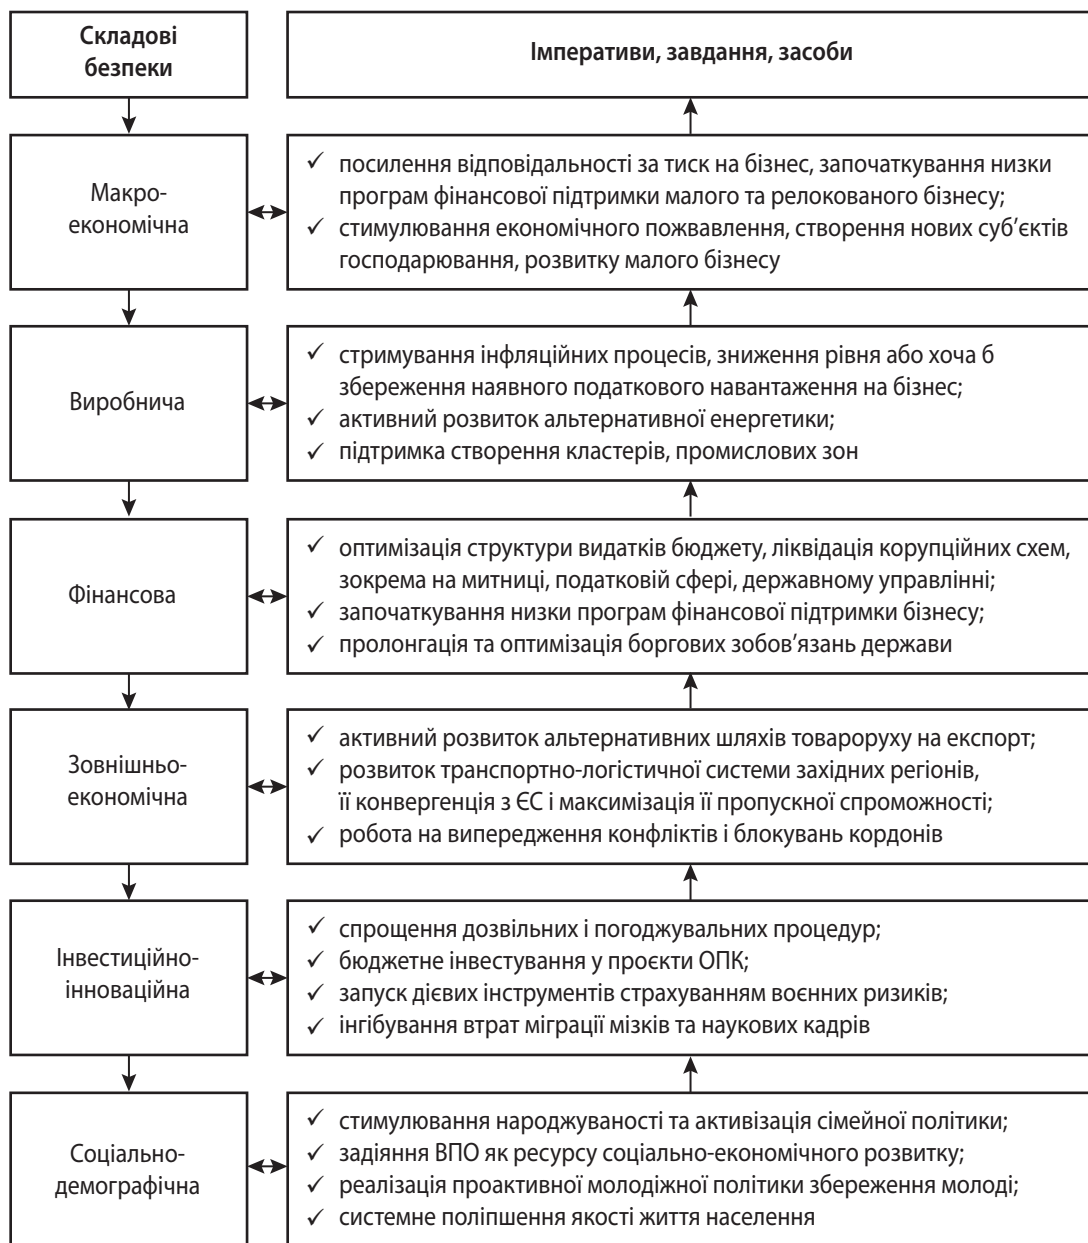 Складові
безпеки
Імперативи, завдання, засоби
Макро-
економічна
✓ посилення відповідальності за тиск на бізнес, започаткування низки
програм фінансової підтримки малого та релокованого бізнесу;
✓ стимулювання економічного пожвавлення, створення нових суб’єктів
господарювання, розвитку малого бізнесу
Виробнича
✓ стримування інфляційних процесів, зниження рівня або хоча б
збереження наявного податкового навантаження на бізнес;
✓ активний розвиток альтернативної енергетики;
✓ підтримка створення кластерів, промислових зон
Фінансова
✓ оптимізація структури видатків бюджету, ліквідація корупційних схем,
зокрема на митниці, податковій сфері, державному управлінні;
✓ започаткування низки програм фінансової підтримки бізнесу;
✓ пролонгація та оптимізація боргових зобов’язань держави
Зовнішньо-
економічна
✓ активний розвиток альтернативних шляхів товароруху на експорт;
✓ розвиток транспортно-логістичної системи західних регіонів,
її конвергенція з ЄС і максимізація її пропускної спроможності;
✓ робота на випередження конфліктів і блокувань кордонів
Інвестиційно-
інноваційна
✓ спрощення дозвільних і погоджувальних процедур;
✓ бюджетне інвестування у проєкти ОПК;
✓ запуск дієвих інструментів страхуванням воєнних ризиків;
✓ інгібування втрат міграції мізків та наукових кадрів
Соціально-
демографічна
✓ стимулювання народжуваності та активізація сімейної політики;
✓ задіяння ВПО як ресурсу соціально-економічного розвитку;
✓ реалізація проактивної молодіжної політики збереження молоді;
✓ системне поліпшення якості життя населення